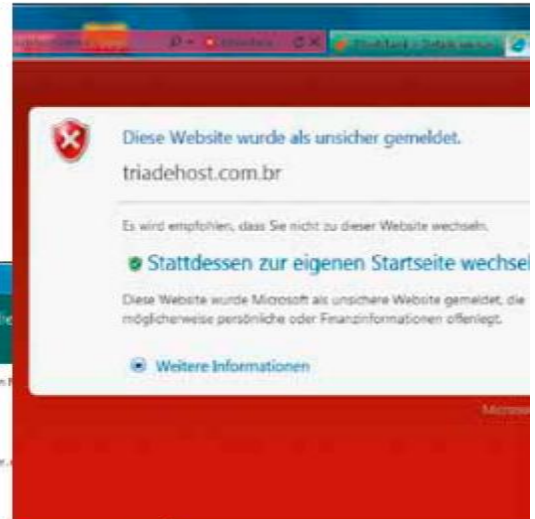 Diese Website wurde als unsicher gemeldet.
triadehost.com.br
Es wird empfohlen, dass Sie nicht zu dieser Website wechseln.
Stattdessen zur eigenen Startseite wechsel
Diese Website wurde Microsoft als unsichere Website gemeldet, die
möglicherweise persönliche oder Finanzinformationen offenlegt.
Weitere Informationen